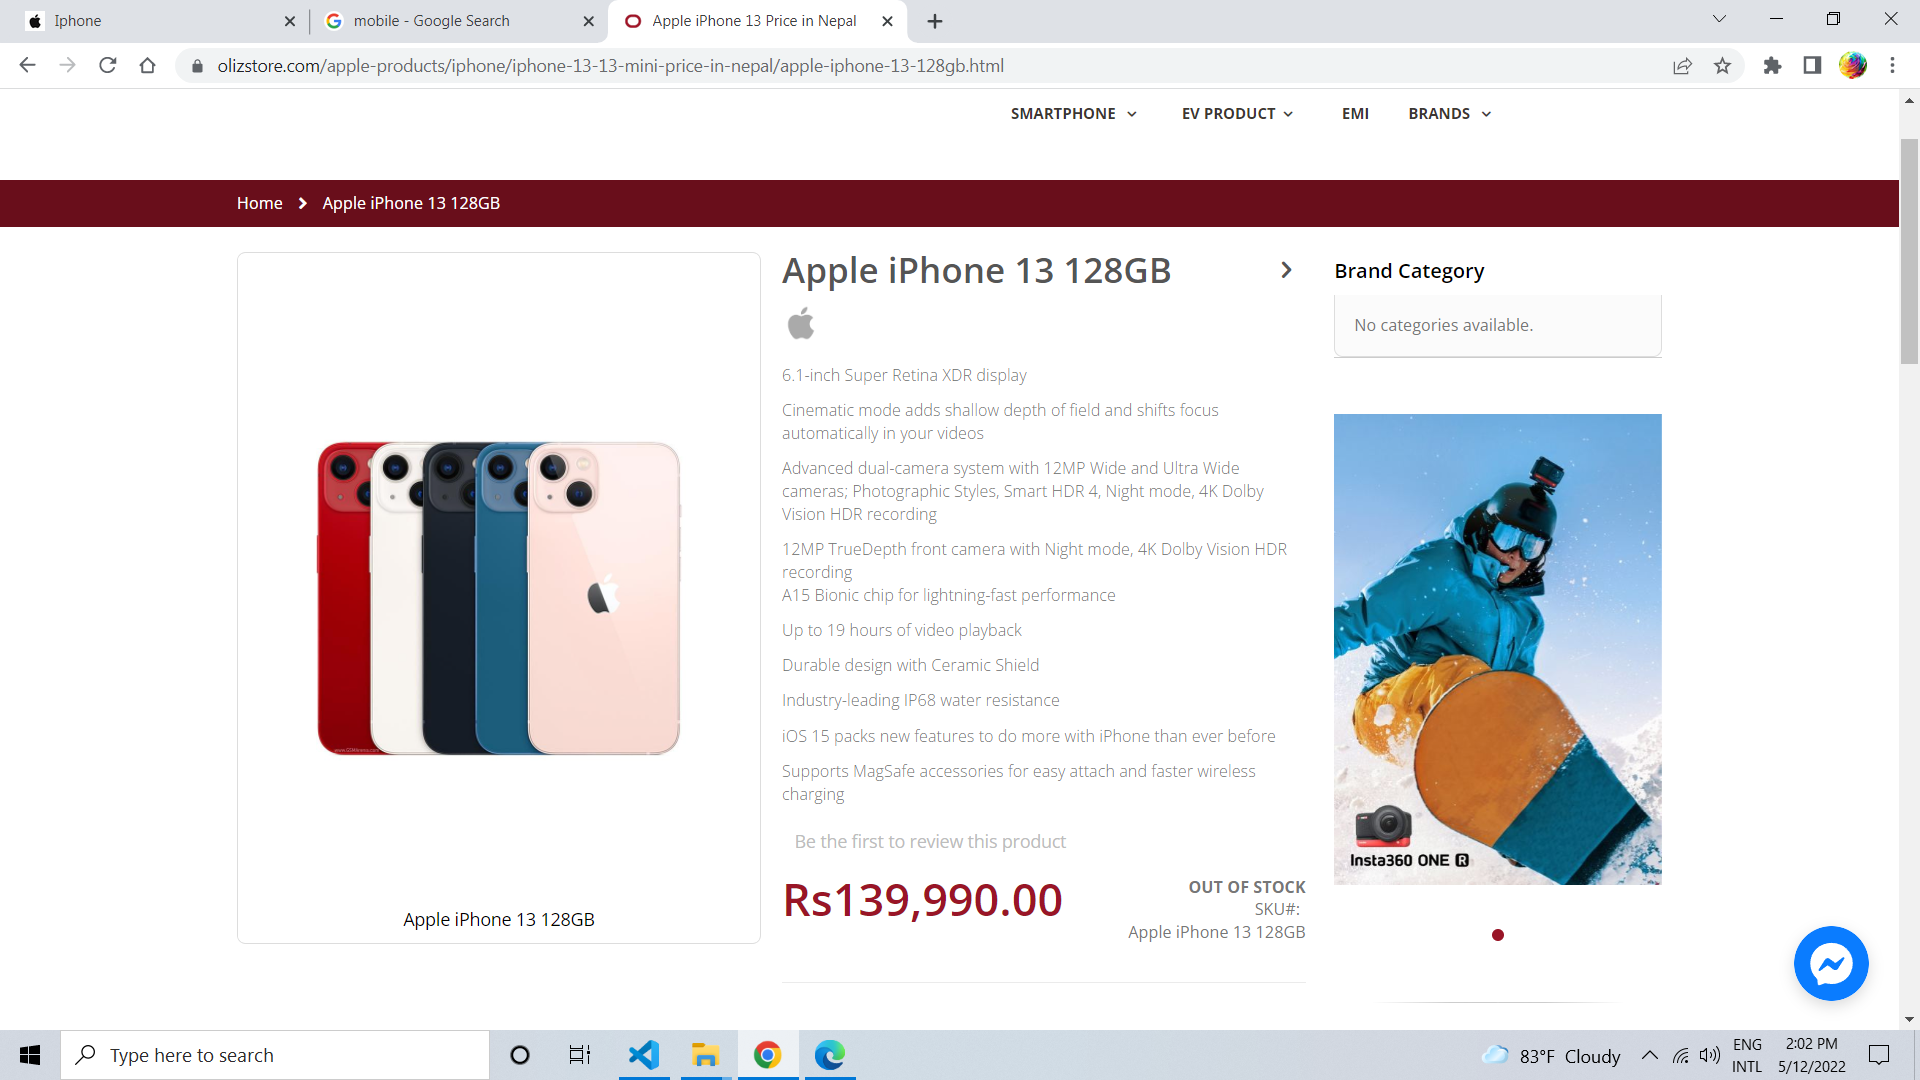 Iphone
mobile - Google Search
Apple iPhone 13 Price in Nepal
olizstore.com/apple-products/iphone/iphone-13-13-mini-price-in-nepal/apple-iphone-13-128gb.html
SMARTPHONE
EV PRODUCT
EMI
BRANDS
Home
Apple iPhone 13 128GB
Apple iPhone 13 128GB
Apple iPhone 13 128GB
6.1-inch Super Retina XDR display
Cinematic mode adds shallow depth of field and shifts focus
automatically in your videos
Advanced dual-camera system with 12MP Wide and Ultra Wide
cameras; Photographic Styles, Smart HDR 4, Night mode, 4K Dolby
Vision HDR recording
12MP TrueDepth front camera with Night mode, 4K Dolby Vision HDR
recording
A15 Bionic chip for lightning-fast performance
Up to 19 hours of video playback
Durable design with Ceramic Shield
Industry-leading IP68 water resistance
iOS 15 packs new features to do more with iPhone than ever before
Supports MagSafe accessories for easy attach and faster wireless
charging
Be the first to review this product
Rs139,990.00
OUT OF STOCK
SKU#:
Apple iPhone 13 128GB
Brand Category
No categories available.
Insta360 ONE R
Type here to search
83°F Cloudy
ENG
INTL
2:02 PM
5/12/2022